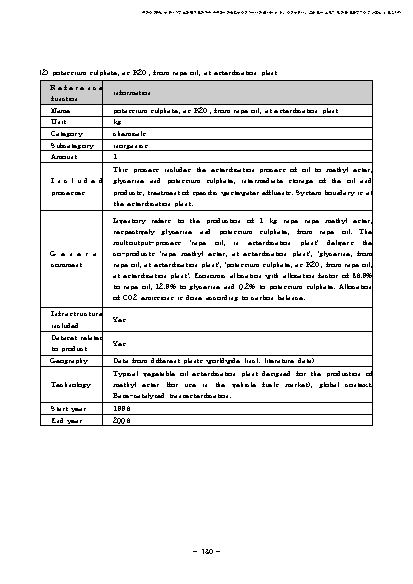 (2) potassium sulphate, as K2O, from rape oil, at esterification plant
Reference function
information
Name
potassium sulphate, as K2O, from rape oil, at esterification plant
Unit
kg
Category
chemicals
Subcategory
inorganics
Amount
1
Included processes
This process includes the esterification process of oil to methyl ester,
glycerine and potassium sulphate, intermediate storage of the oil and
products, treatment of specific wastewater effluents. System boundary is at
the esterification plant.
General comment
Inventory refers to the production of 1 kg rape rape methyl ester,
respectively glycerine and potassium sulphate, from rape oil. The
multioutput-process 'rape oil, in esterification plant' delivers the
co-products 'rape methyl ester, at esterification plant', 'glycerine, from
rape oil, at esterification plant', 'potassium sulphate, as K2O, from rape oil,
at esterification plant'. Economic allocation with allocation factor of 86.9%
to rape oil, 12.9% to glycerine and 0.2% to potassium sulphate. Allocation
of CO2 emissions is done according to carbon balance.
Infrastructure included
Yes
Dataset relates to product
Yes
Geography
Data from different plants worldwide (incl. literature data)
Technology
Typical vegetable oil esterification plant designed for the production of
methyl ester (for use in the vehicle fuels market), global context.
Base-catalyzed transesterification.
Start year
1996
End year
2006
- 180 -